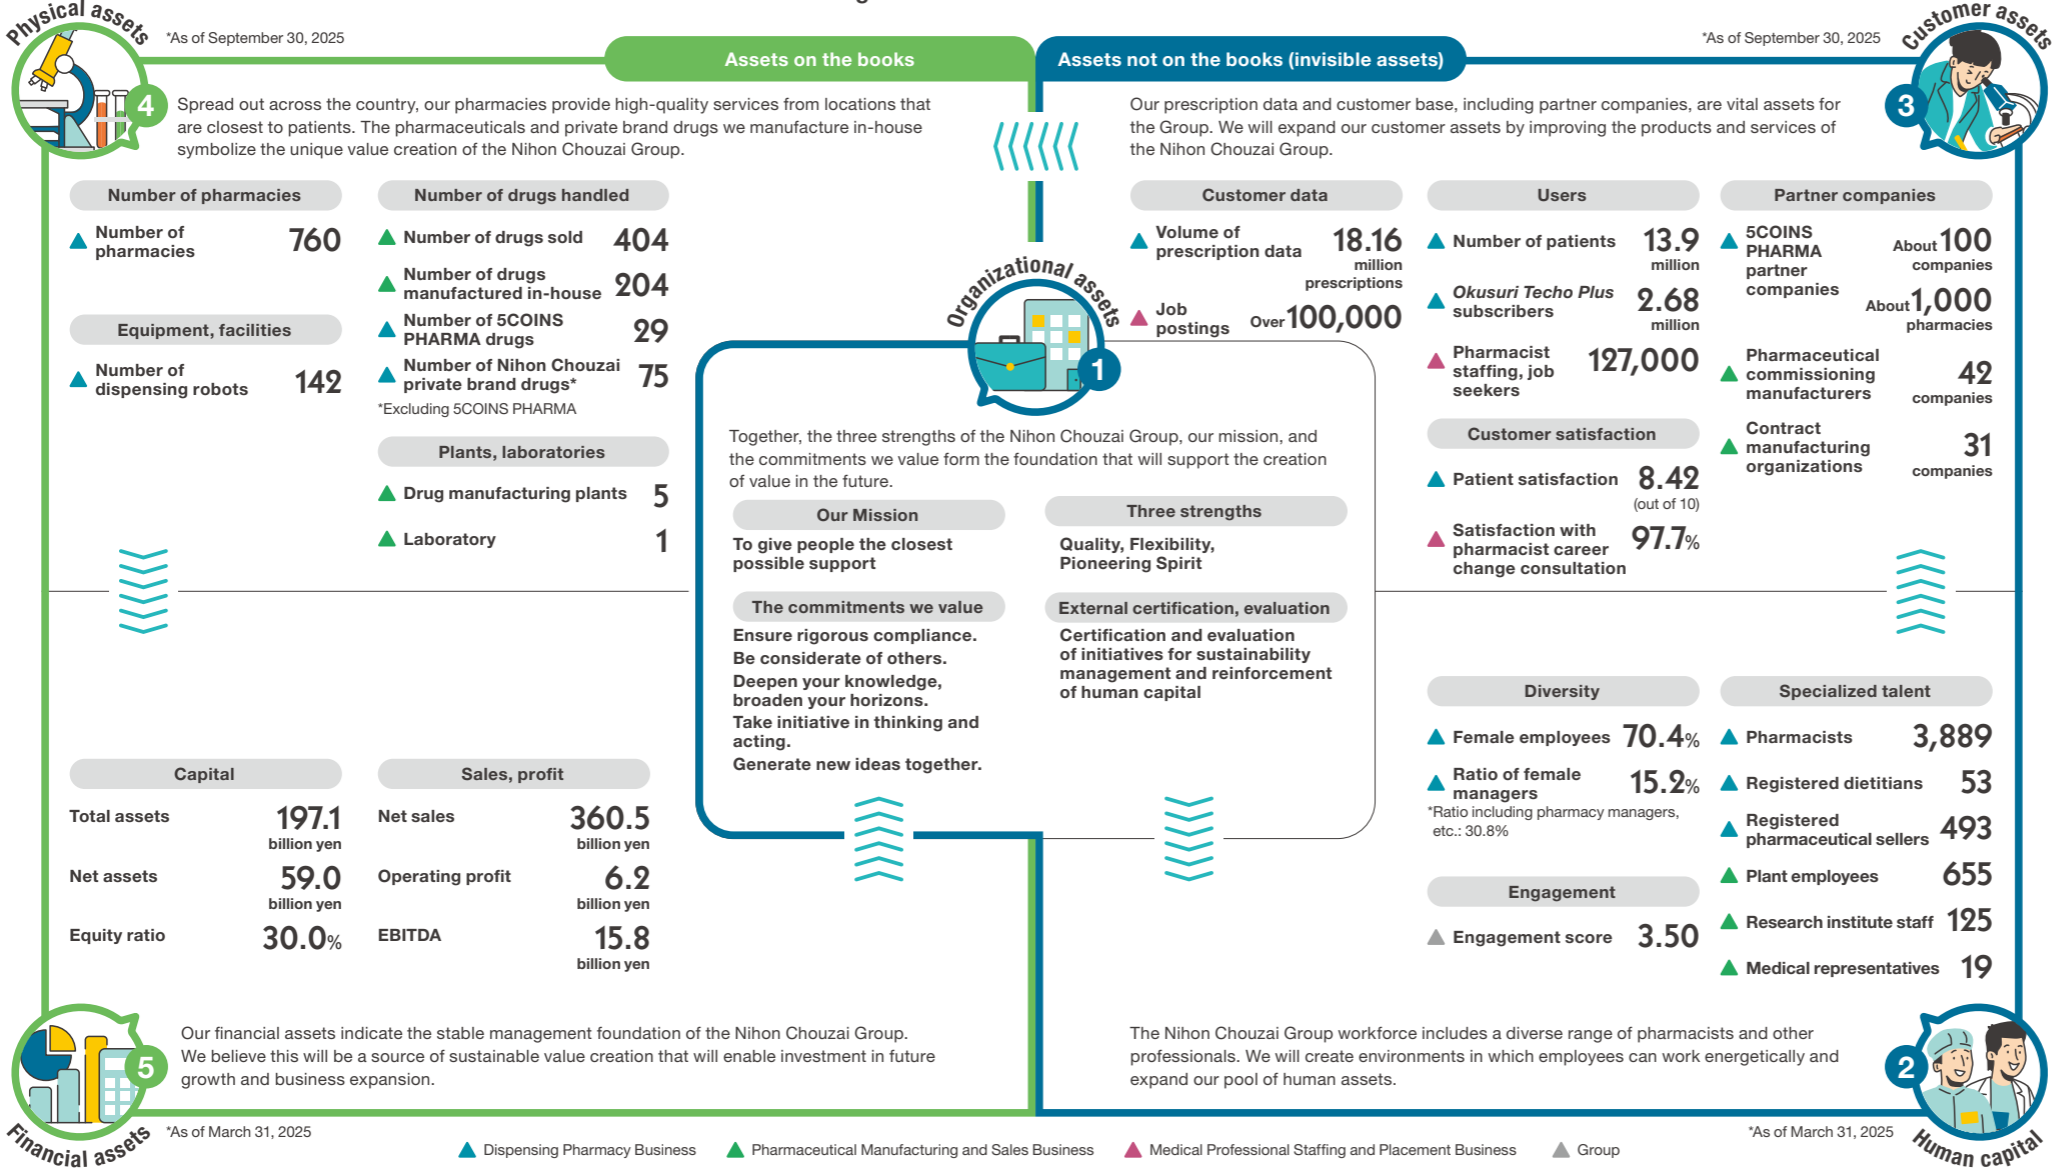 Physical assets
*As of September 30, 2025
Assets on the books
4
Spread out across the country, our pharmacies provide high-quality services from locations that
are closest to patients. The pharmaceuticals and private brand drugs we manufacture in-house
symbolize the unique value creation of the Nihon Chouzai Group.
Number of pharmacies
Number of
pharmacies
760
Equipment, facilities
Number of
dispensing robots
142
Number of drugs handled
Number of drugs sold 404
Number of drugs
manufactured in-house
204
Number of 5COINS
PHARMA drugs
29
Number of Nihon Chouzai
private brand drugs*
75
*Excluding 5COINS PHARMA
Plants, laboratories
Drug manufacturing plants 5
Laboratory 1
Assets not on the books (invisible assets)
*As of September 30, 2025
Customer assets
3
Our prescription data and customer base, including partner companies, are vital assets for
the Group. We will expand our customer assets by improving the products and services of
the Nihon Chouzai Group.
Customer data
Volume of
prescription data
18.16
million
prescriptions
Job
postings
Over 100,000
Users
Number of patients 13.9
million
Okusuri Techo Plus
subscribers
2.68
million
Pharmacist
staffing, job
seekers
127,000
Customer satisfaction
Patient satisfaction 8.42
(out of 10)
Satisfaction with
pharmacist career
change consultation
97.7%
Partner companies
5COINS
PHARMA
partner
companies
About 100
companies
About 1,000
pharmacies
Pharmaceutical
commissioning
manufacturers
42
companies
Contract
manufacturing
organizations
31
companies
Organizational assets
1
Together, the three strengths of the Nihon Chouzai Group, our mission, and
the commitments we value form the foundation that will support the creation
of value in the future.
Our Mission
To give people the closest
possible support
The commitments we value
Ensure rigorous compliance.
Be considerate of others.
Deepen your knowledge,
broaden your horizons.
Take initiative in thinking and
acting.
Generate new ideas together.
Three strengths
Quality, Flexibility,
Pioneering Spirit
External certification, evaluation
Certification and evaluation
of initiatives for sustainability
management and reinforcement
of human capital
Capital
Total assets 197.1
billion yen
Net assets 59.0
billion yen
Equity ratio 30.0%
Sales, profit
Net sales 360.5
billion yen
Operating profit 6.2
billion yen
EBITDA 15.8
billion yen
5
Our financial assets indicate the stable management foundation of the Nihon Chouzai Group.
We believe this will be a source of sustainable value creation that will enable investment in future
growth and business expansion.
Financial assets
*As of March 31, 2025
Diversity
Female employees 70.4%
Ratio of female
managers
15.2%
*Ratio including pharmacy managers,
etc.: 30.8%
Engagement
Engagement score 3.50
Specialized talent
Pharmacists 3,889
Registered dietitians 53
Registered
pharmaceutical sellers
493
Plant employees 655
Research institute staff 125
Medical representatives 19
The Nihon Chouzai Group workforce includes a diverse range of pharmacists and other
professionals. We will create environments in which employees can work energetically and
expand our pool of human assets.
2
Human capital
*As of March 31, 2025
Dispensing Pharmacy Business
Pharmaceutical Manufacturing and Sales Business
Medical Professional Staffing and Placement Business
Group